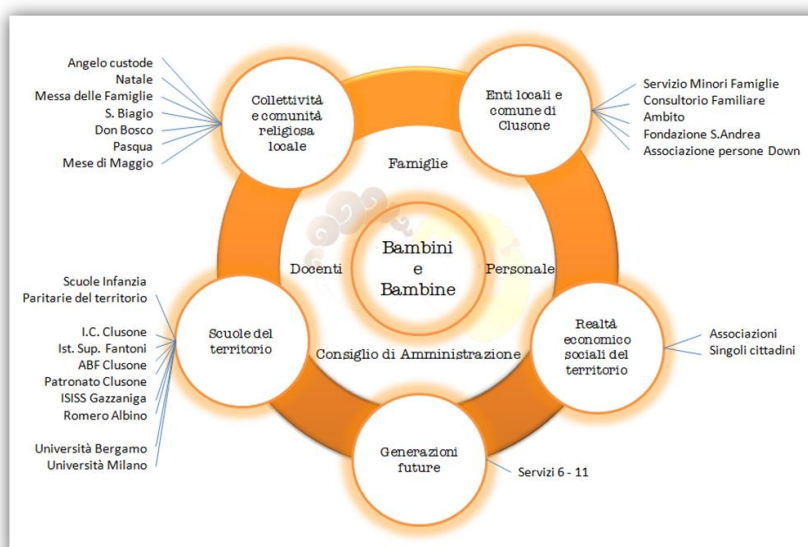 Angelo custode
Natale
Messa delle Famiglie
S. Biagio
Don Bosco
Pasqua
Mese di Maggio
Collettività
e comunità
religiosa
locale
Enti locali e
comune di
Clusone
Servizio Minori Famiglie
Consultorio Familiare
Ambito
Fondazione S.Andrea
Associazione persone Down
Famiglie
Docenti
Bambini
e
Bambine
Personale
Consiglio di Amministrazione
Scuole Infanzia
Paritarie del territorio
I.C. Clusone
Ist. Sup. Fantoni
ABF Clusone
Patronato Clusone
ISISS Gazzaniga
Romero Albino
Università Bergamo
Università Milano
Scuole del
territorio
Realtà
economico
sociali del
territorio
Associazioni
Singoli cittadini
Generazioni
future
Servizi 6 - 11